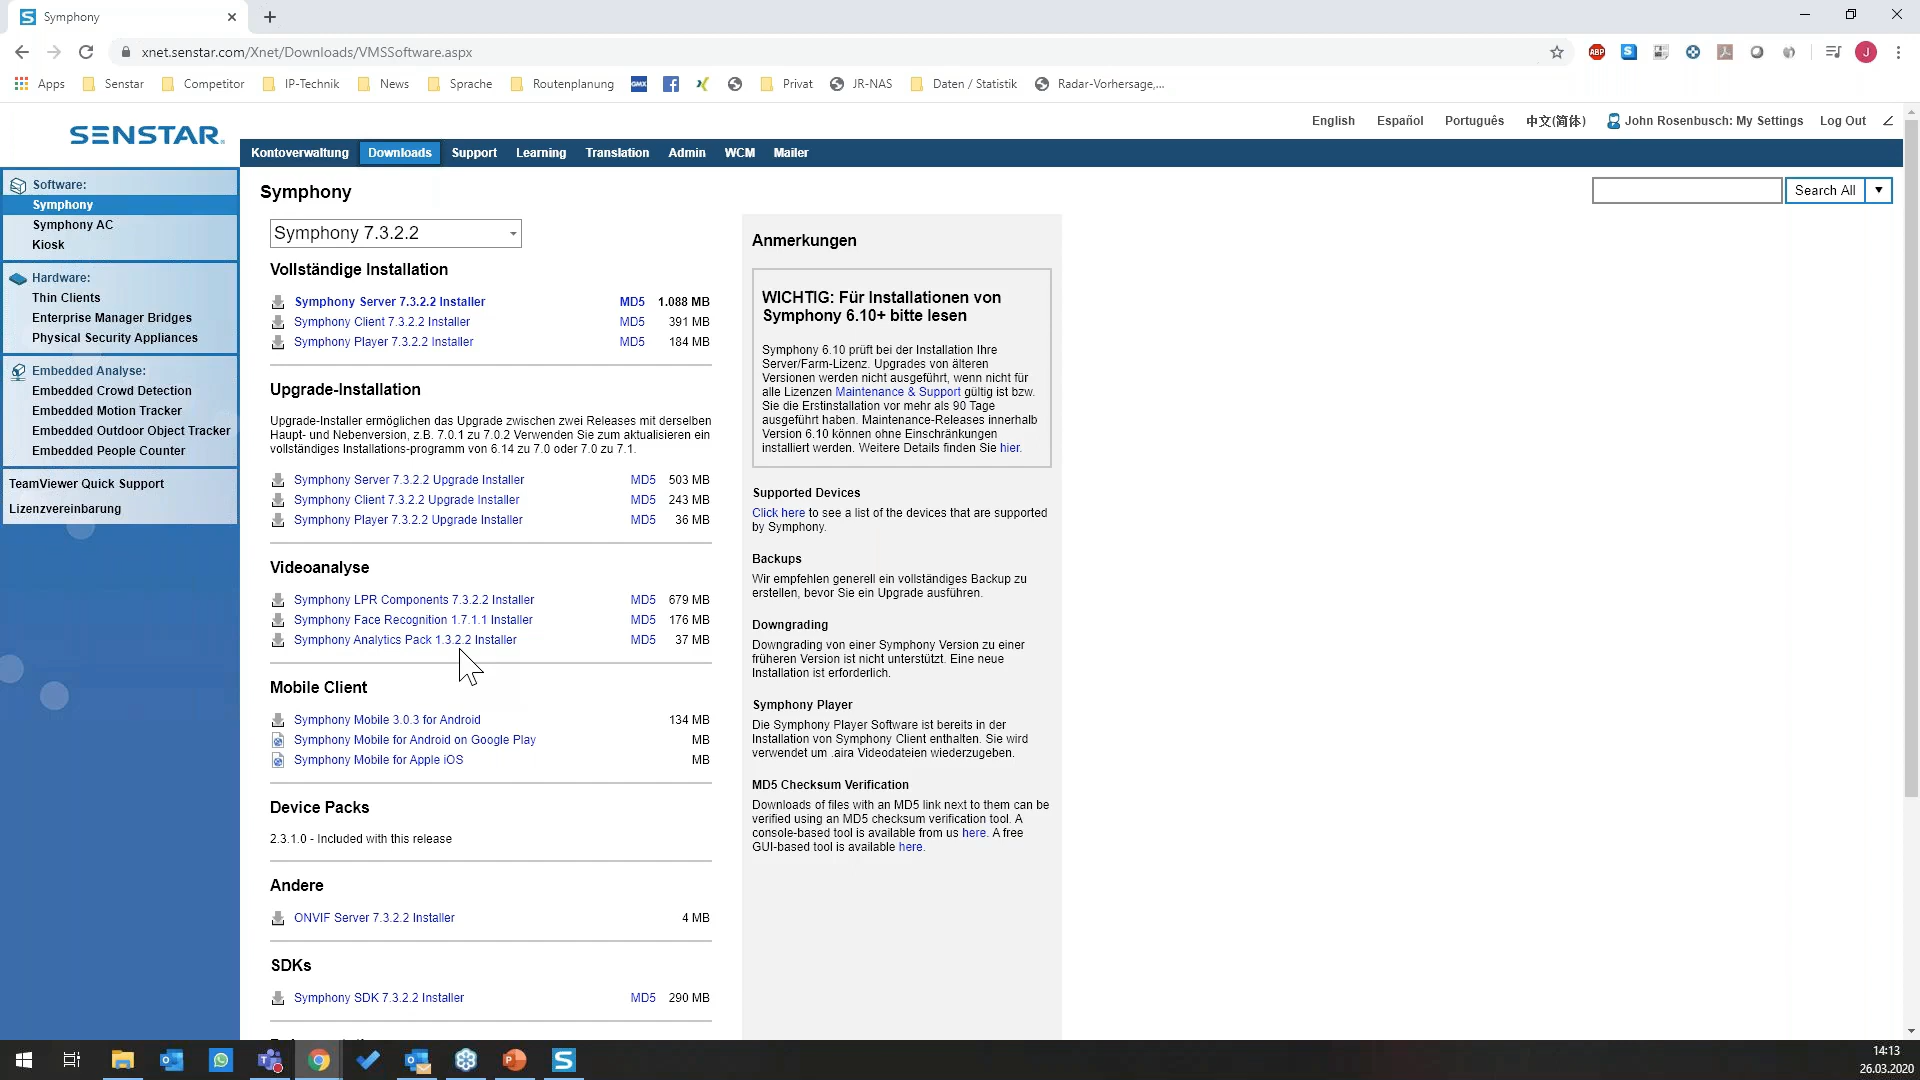 Symphony
xnet.senstar.com/Xnet/Downloads/VMSSoftware.aspx
ABP
S
J
Apps
Senstar
Competitor
IP-Technik
News
Sprache
Routenplanung
GMX
Privat
JR-NAS
Daten / Statistik
Radar-Vorhersage,...
SENSTAR
English
Español
Português
中文(简体)
John Rosenbusch: My Settings
Log Out
Kontoverwaltung
Downloads
Support
Learning
Translation
Admin
WCM
Mailer
Software:
Symphony
Symphony AC
Kiosk
Hardware:
Thin Clients
Enterprise Manager Bridges
Physical Security Appliances
Embedded Analyse:
Embedded Crowd Detection
Embedded Motion Tracker
Embedded Outdoor Object Tracker
Embedded People Counter
TeamViewer Quick Support
Lizenzvereinbarung
Symphony
Search All
Symphony 7.3.2.2
Vollständige Installation
Symphony Server 7.3.2.2 Installer MD5 1.088 MB
Symphony Client 7.3.2.2 Installer MD5 391 MB
Symphony Player 7.3.2.2 Installer MD5 184 MB
Upgrade-Installation
Upgrade-Installer ermöglichen das Upgrade zwischen zwei Releases mit derselben
Haupt- und Nebenversion, z.B. 7.0.1 zu 7.0.2 Verwenden Sie zum aktualisieren ein
vollständiges Installations-programm von 6.14 zu 7.0 oder 7.0 zu 7.1.
Symphony Server 7.3.2.2 Upgrade Installer MD5 503 MB
Symphony Client 7.3.2.2 Upgrade Installer MD5 243 MB
Symphony Player 7.3.2.2 Upgrade Installer MD5 36 MB
Videoanalyse
Symphony LPR Components 7.3.2.2 Installer MD5 679 MB
Symphony Face Recognition 1.7.1.1 Installer MD5 176 MB
Symphony Analytics Pack 1.3.2.2 Installer MD5 37 MB
Mobile Client
Symphony Mobile 3.0.3 for Android 134 MB
Symphony Mobile for Android on Google Play MB
Symphony Mobile for Apple iOS MB
Device Packs
2.3.1.0 - Included with this release
Andere
ONVIF Server 7.3.2.2 Installer 4 MB
SDKs
Symphony SDK 7.3.2.2 Installer MD5 290 MB
Anmerkungen
WICHTIG: Für Installationen von
Symphony 6.10+ bitte lesen
Symphony 6.10 prüft bei der Installation Ihre
Server/Farm-Lizenz. Upgrades von älteren
Versionen werden nicht ausgeführt, wenn nicht für
alle Lizenzen Maintenance & Support gültig ist bzw.
Sie die Erstinstallation vor mehr als 90 Tage
ausgeführt haben. Maintenance-Releases innerhalb
Version 6.10 können ohne Einschränkungen
installiert werden. Weitere Details finden Sie hier.
Supported Devices
Click here to see a list of the devices that are supported
by Symphony.
Backups
Wir empfehlen generell ein vollständiges Backup zu
erstellen, bevor Sie ein Upgrade ausführen.
Downgrading
Downgrading von einer Symphony Version zu einer
früheren Version ist nicht unterstützt. Eine neue
Installation ist erforderlich.
Symphony Player
Die Symphony Player Software ist bereits in der
Installation von Symphony Client enthalten. Sie wird
verwendet um .aira Videodateien wiederzugeben.
MD5 Checksum Verification
Downloads of files with an MD5 link next to them can be
verified using an MD5 checksum verification tool. A
console-based tool is available from us here. A free
GUI-based tool is available here.
14:13
26.03.2020